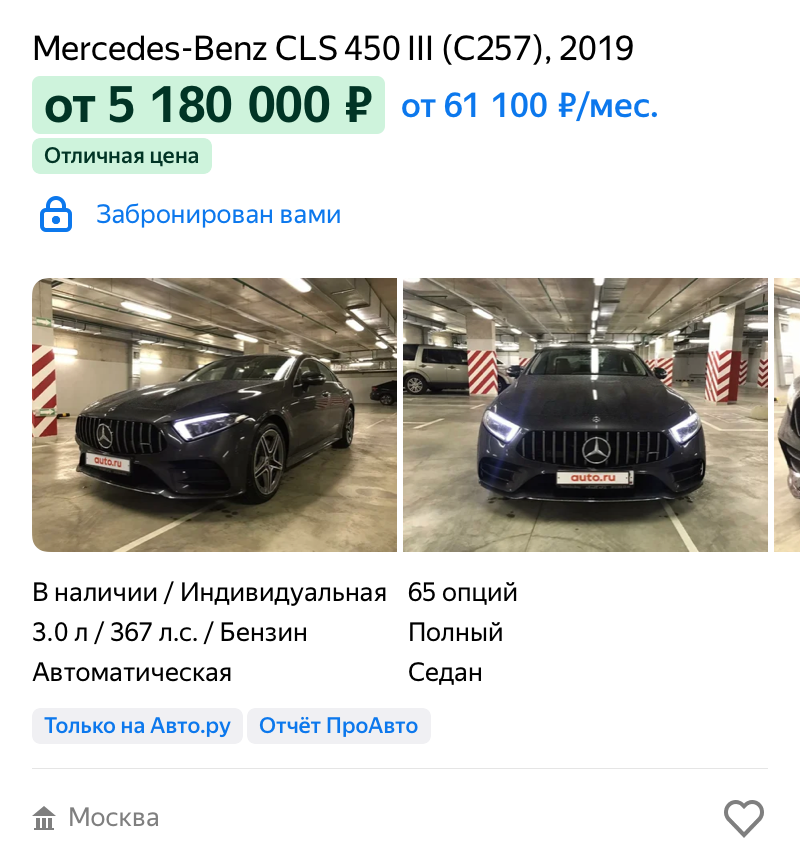 Mercedes-Benz CLS 450 III (C257), 2019
от 5 180 000 ₽ от 61 100 ₽/мес.
Отличная цена
Забронирован вами
auto.ru
auto.ru
В наличии / Индивидуальная 65 опций
3.0 л / 367 л.с. / Бензин Полный
Автоматическая Седан
Только на Авто.ру Отчёт ПроАвто
Москва